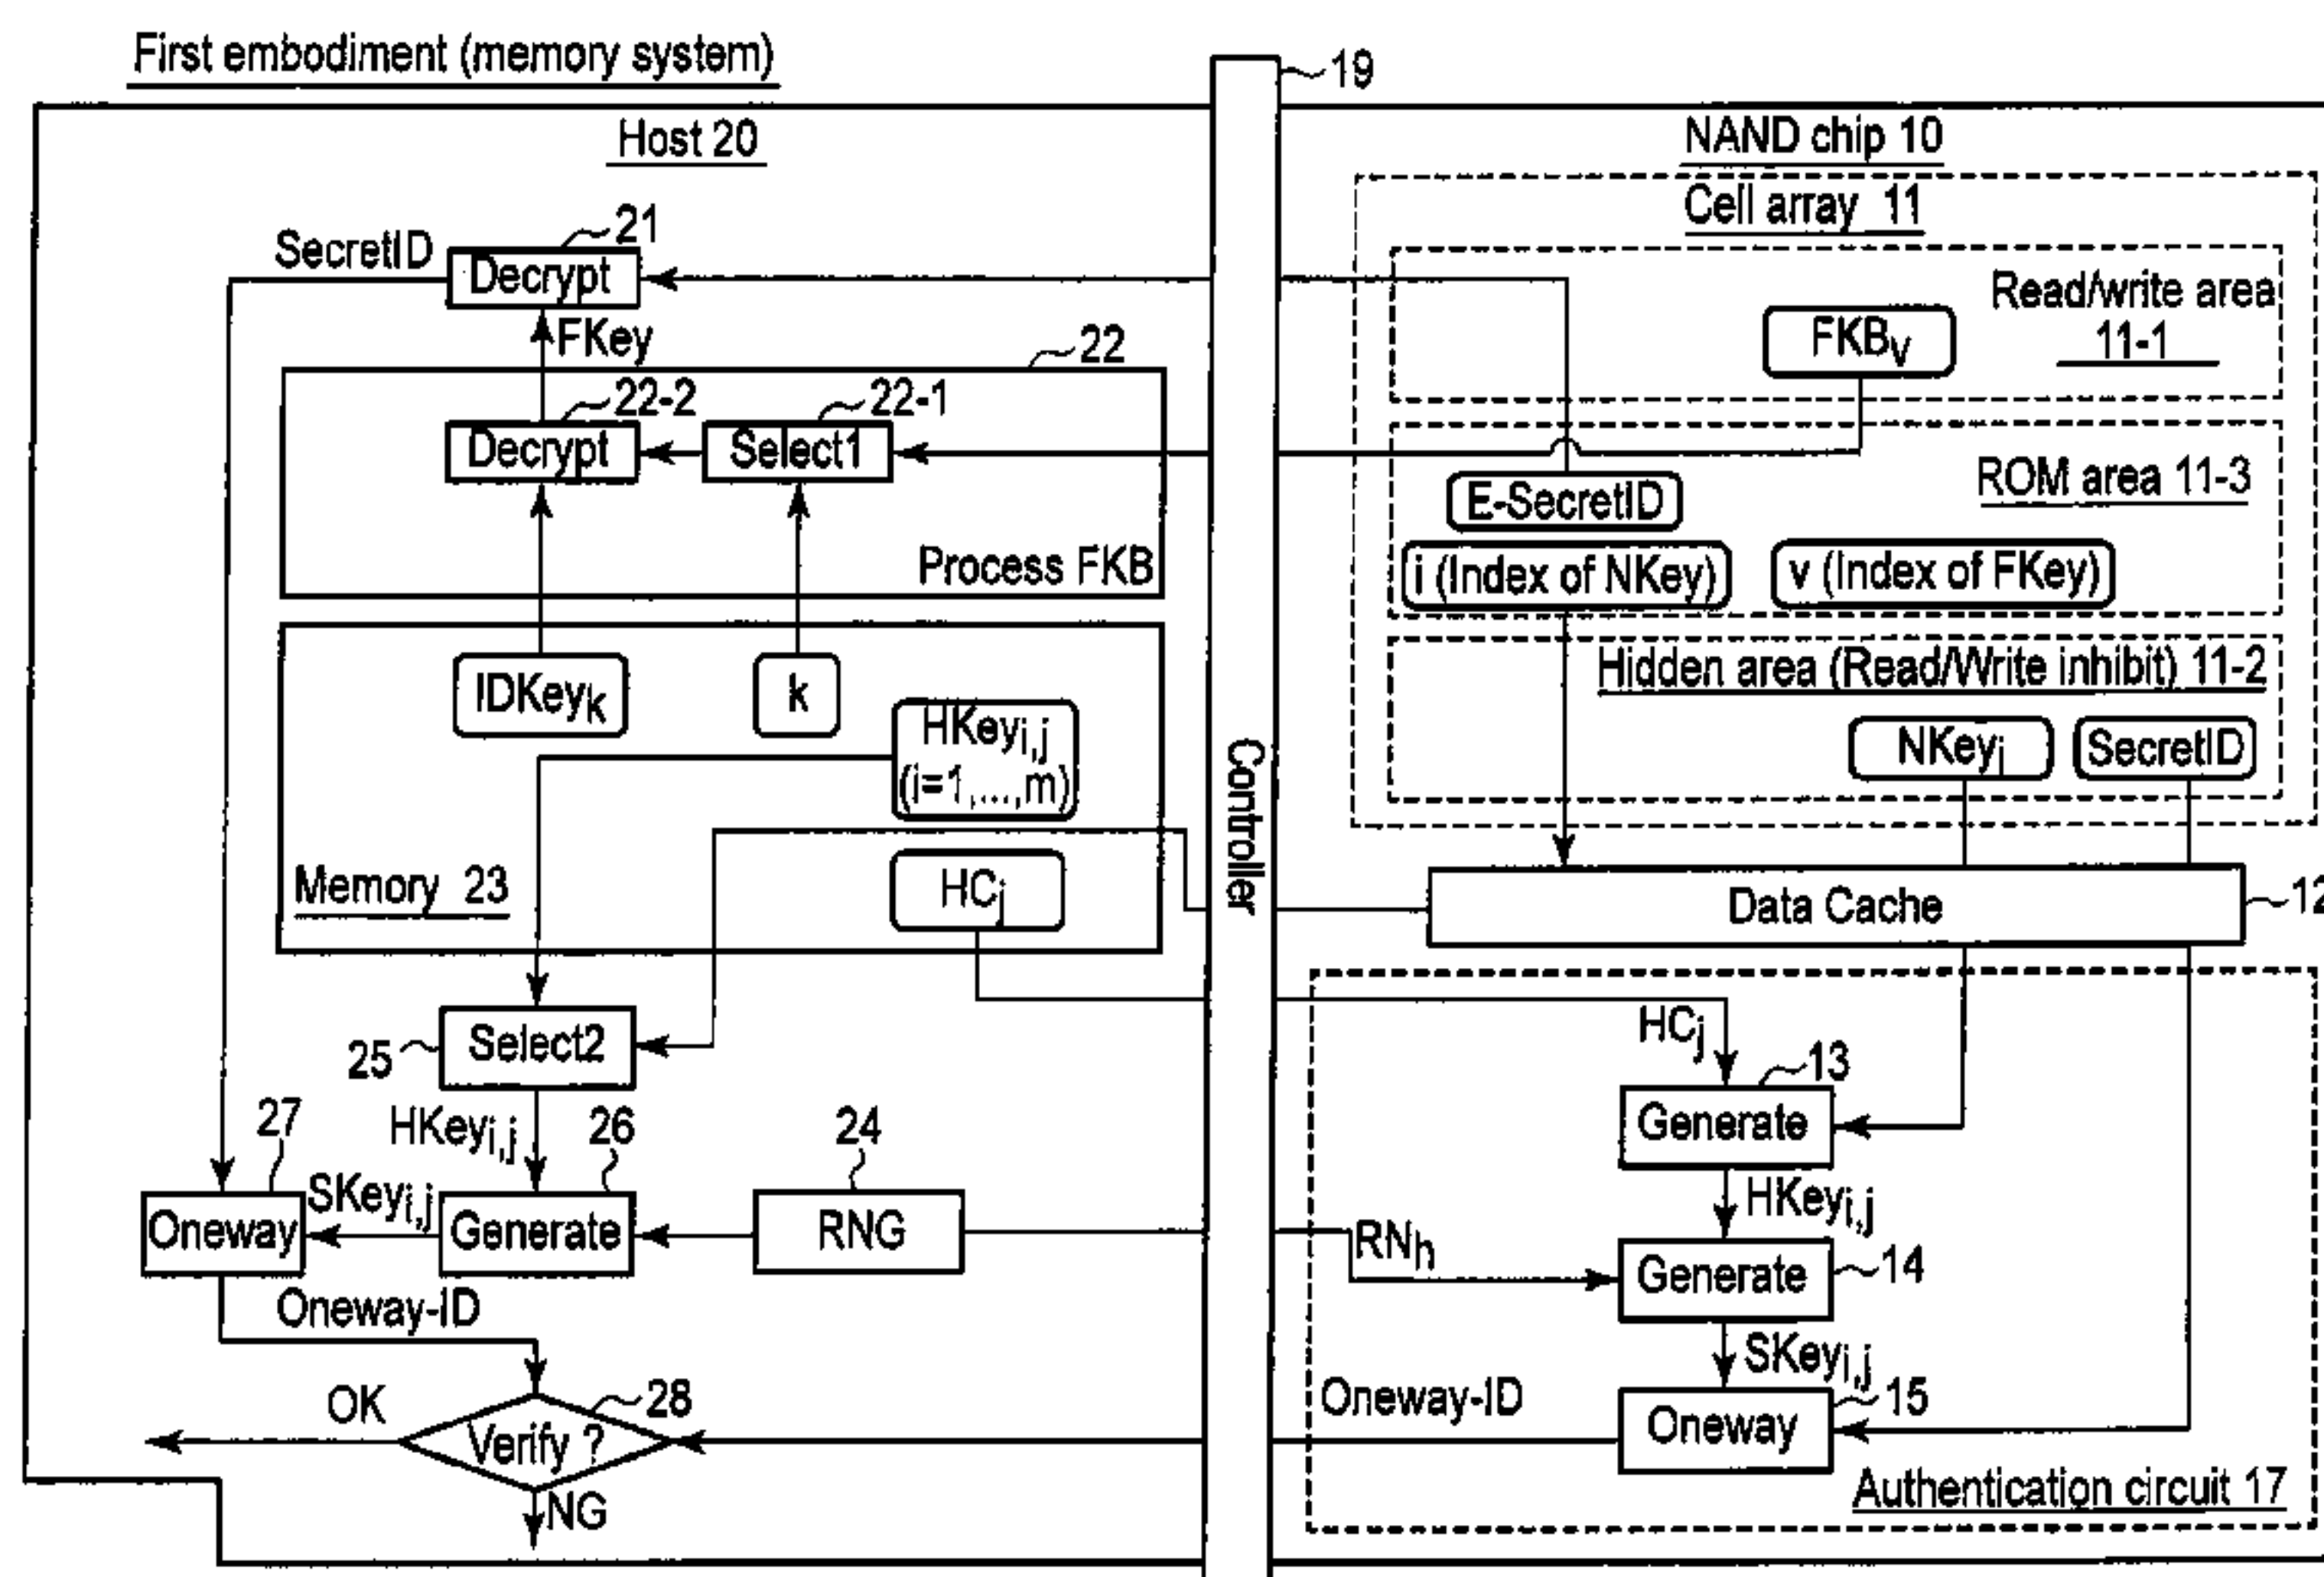 First embodiment (memory system)
19
Host 20
NAND chip 10
Cell array 11
Read/write area
11-1
FKBv
SecretID
21
Decrypt
FKey
22
22-2
22-1
Decrypt
Select1
Process FKB
ROM area 11-3
E-SecretID
i (Index of NKey)
v (Index of FKey)
Hidden area (Read/Write inhibit) 11-2
NKeyi
SecretID
IDKeyk
k
HKeyi,j
(i=1,...,m)
HCj
Memory 23
Controller
Data Cache
12
25
Select2
HKeyi,j
HCj
13
Generate
HKeyi,j
27
26
24
Oneway
SKeyi,j
Generate
RNG
RNh
Generate
14
SKeyi,j
Oneway-ID
OK
28
Verify ?
NG
Oneway-ID
15
Oneway
Authentication circuit 17